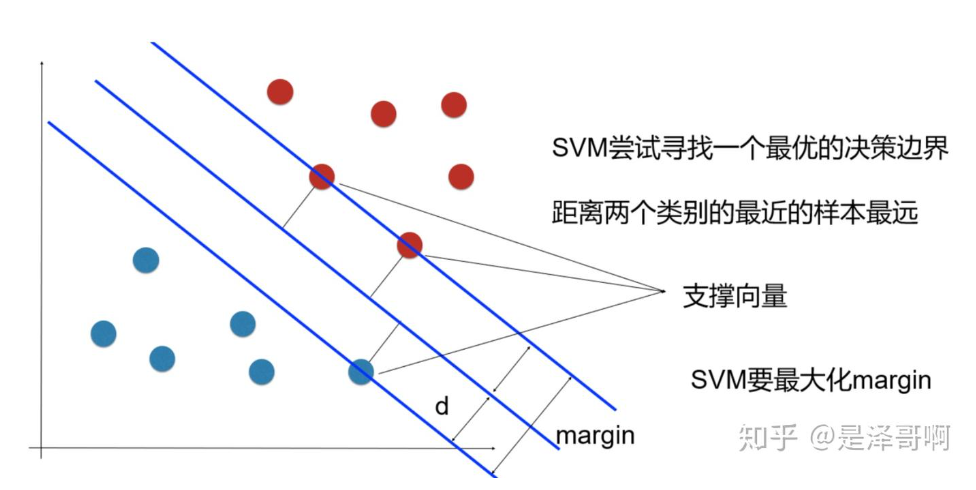 SVM尝试寻找一个最优的决策边界
距离两个类别的最近的样本最远
支撑向量
SVM要最大化margin
d
margin
知乎 @是泽哥啊